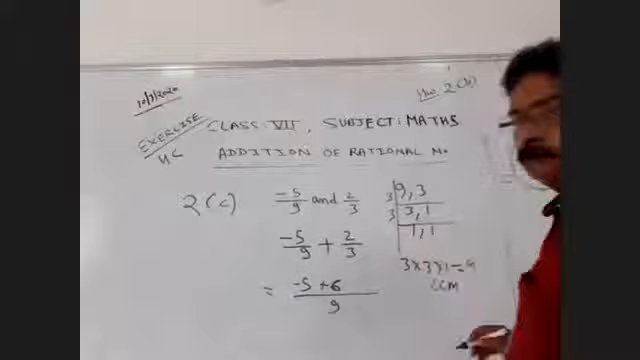 10/7/2020
HW. 2(b)
EXERCISE
4C
CLASS: VII, SUBJECT: MATHS
ADDITION OF RATIONAL No
2(c) -5/9 and 2/3
3 | 9, 3
3 | 3, 1
1, 1
-5/9 + 2/3
3×3×1=9
LCM
= -5+6/9